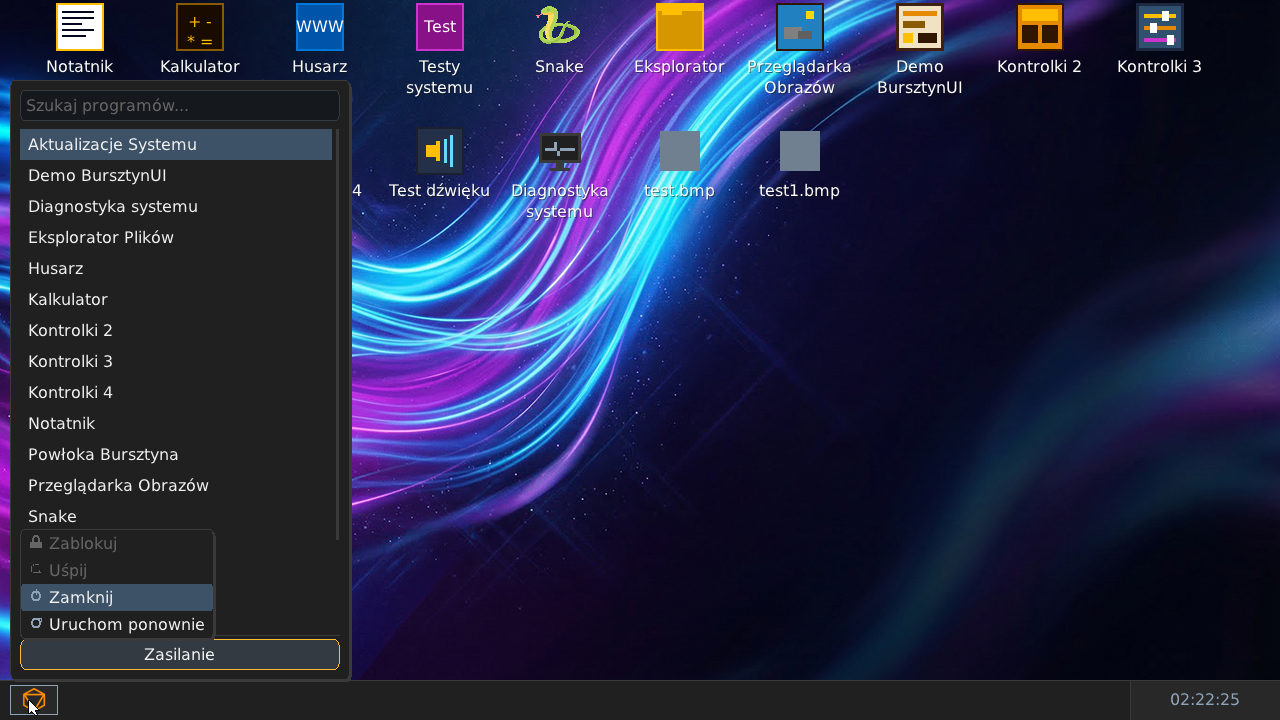 + -
* =
WWW
Test
Notatnik
Kalkulator
Husarz
Testy
systemu
Snake
Eksplorator
Przeglądarka
Obrazów
Demo
BursztynUI
Kontrolki 2
Kontrolki 3
4
Test dźwięku
Diagnostyka
systemu
test.bmp
test1.bmp
Szukaj programów...
Aktualizacje Systemu
Demo BursztynUI
Diagnostyka systemu
Eksplorator Plików
Husarz
Kalkulator
Kontrolki 2
Kontrolki 3
Kontrolki 4
Notatnik
Powłoka Bursztyna
Przeglądarka Obrazów
Snake
Zablokuj
Uśpij
Zamknij
Uruchom ponownie
Zasilanie
02:22:25